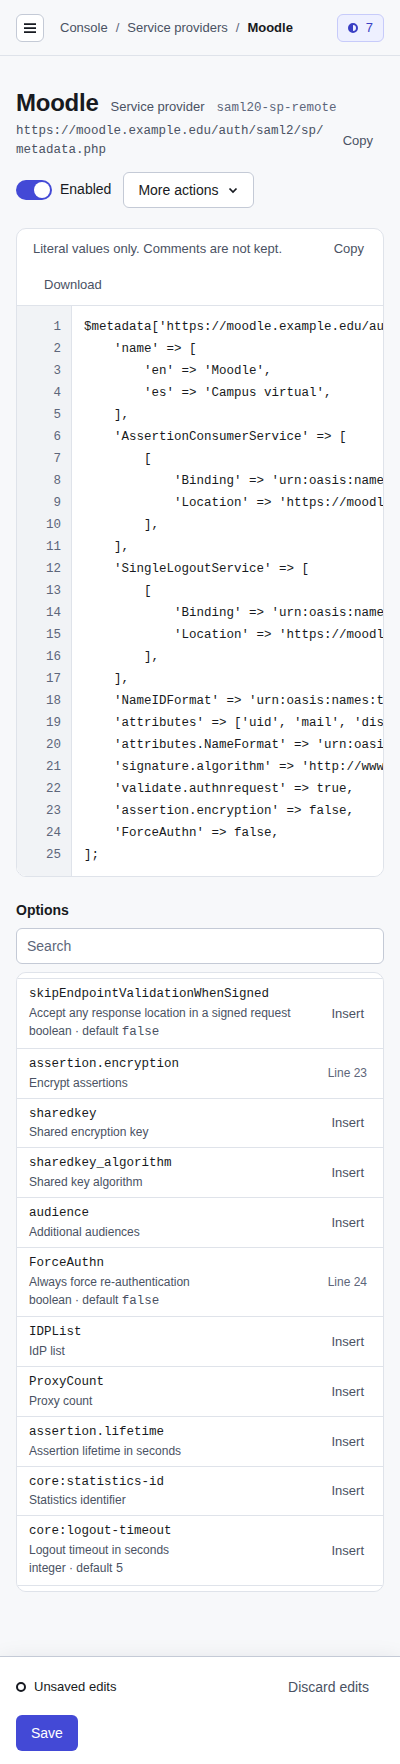 Console / Service providers / Moodle 7
Moodle Service provider saml20-sp-remote
https://moodle.example.edu/auth/saml2/sp/
metadata.php
Copy
Enabled More actions
Literal values only. Comments are not kept. Copy
Download
1 $metadata['https://moodle.example.edu/au
2 'name' => [
3 'en' => 'Moodle',
4 'es' => 'Campus virtual',
5 ],
6 'AssertionConsumerService' => [
7 [
8 'Binding' => 'urn:oasis:name
9 'Location' => 'https://moodl
10 ],
11 ],
12 'SingleLogoutService' => [
13 [
14 'Binding' => 'urn:oasis:name
15 'Location' => 'https://moodl
16 ],
17 ],
18 'NameIDFormat' => 'urn:oasis:names:t
19 'attributes' => ['uid', 'mail', 'dis
20 'attributes.NameFormat' => 'urn:oasi
21 'signature.algorithm' => 'http://www
22 'validate.authnrequest' => true,
23 'assertion.encryption' => false,
24 'ForceAuthn' => false,
25 ];
Options
Search
skipEndpointValidationWhenSigned
Accept any response location in a signed request
boolean · default false
Insert
assertion.encryption
Encrypt assertions
Line 23
sharedkey
Shared encryption key
Insert
sharedkey_algorithm
Shared key algorithm
Insert
audience
Additional audiences
Insert
ForceAuthn
Always force re-authentication
boolean · default false
Line 24
IDPList
IdP list
Insert
ProxyCount
Proxy count
Insert
assertion.lifetime
Assertion lifetime in seconds
Insert
core:statistics-id
Statistics identifier
Insert
core:logout-timeout
Logout timeout in seconds
integer · default 5
Insert
Unsaved edits Discard edits
Save